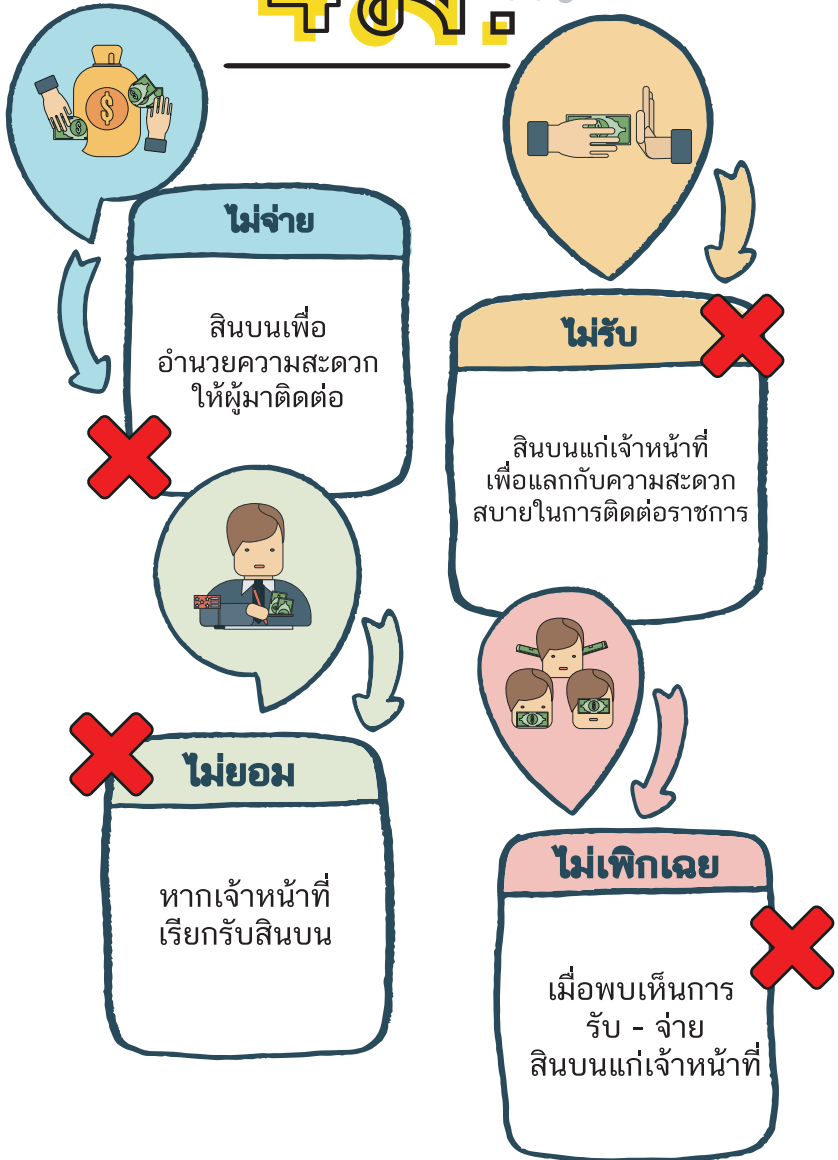 ไม่จ่าย
สินบนเพื่อ
อำนวยความสะดวก
ให้ผู้มาติดต่อ
ไม่รับ
สินบนแก่เจ้าหน้าที่
เพื่อแลกกับความสะดวก
สบายในการติดต่อราชการ
ไม่ยอม
หากเจ้าหน้าที่
เรียกรับสินบน
ไม่เพิกเฉย
เมื่อพบเห็นการ
รับ - จ่าย
สินบนแก่เจ้าหน้าที่